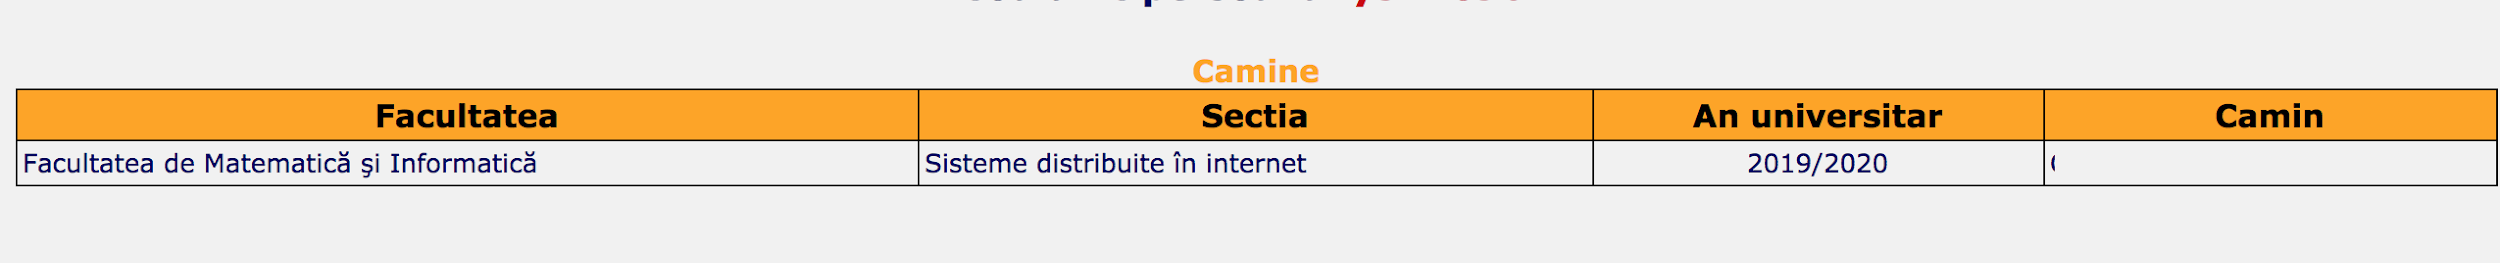 Camine
Facultatea Sectia An universitar Camin
Facultatea de Matematică şi Informatică Sisteme distribuite în internet 2019/2020